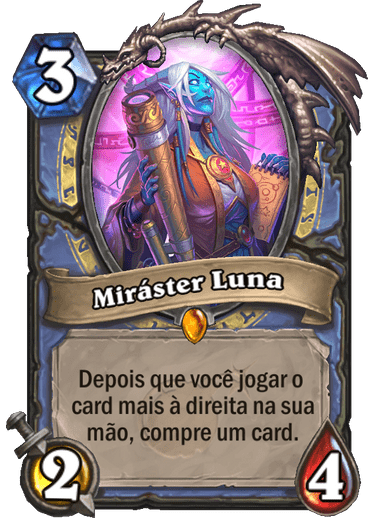 3
Miráster Luna
Depois que você jogar o
card mais à direita na sua
mão, compre um card.
2
4